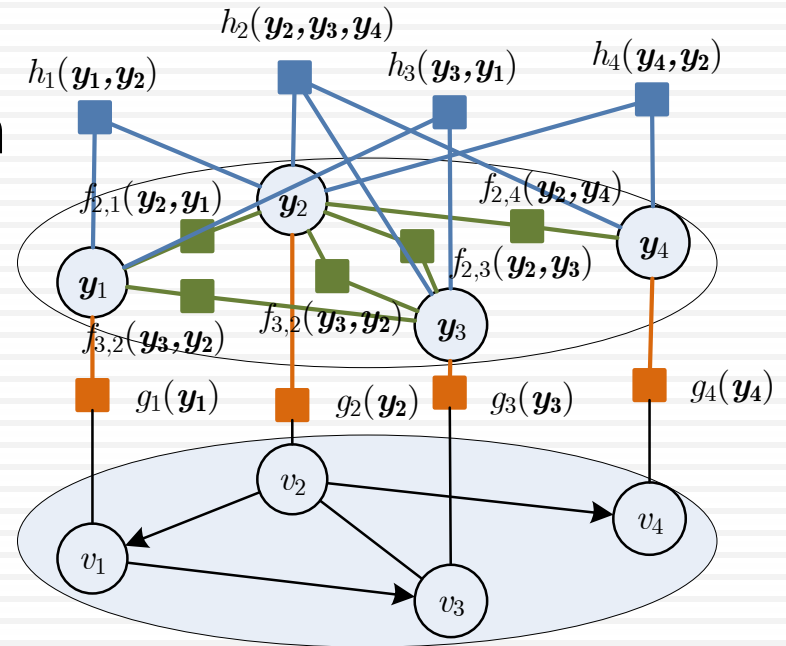 h₂(y₂,y₃,y₄)
h₁(y₁,y₂)
h₃(y₃,y₁)
h₄(y₄,y₂)
f₂,₁(y₂,y₁)
y₂
f₂,₄(y₂,y₄)
y₄
y₁
f₂,₃(y₂,y₃)
f₃,₂(y₃,y₂)
f₃,₂(y₃,y₂)
y₃
g₁(y₁)
g₂(y₂)
g₃(y₃)
g₄(y₄)
v₂
v₄
v₁
v₃